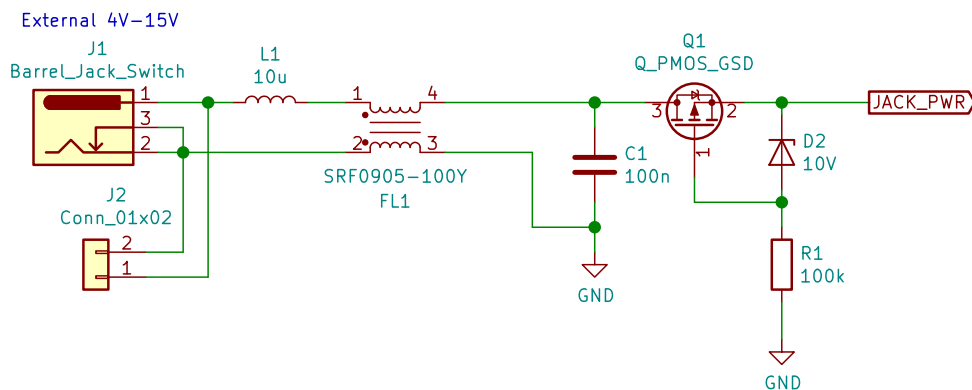 External 4V-15V
J1
Barrel_Jack_Switch
1
3
2
J2
Conn_01x02
2
1
L1
10u
1
4
2
3
SRF0905-100Y
FL1
C1
100n
GND
Q1
Q_PMOS_GSD
3
2
1
JACK_PWR
D2
10V
R1
100k
GND